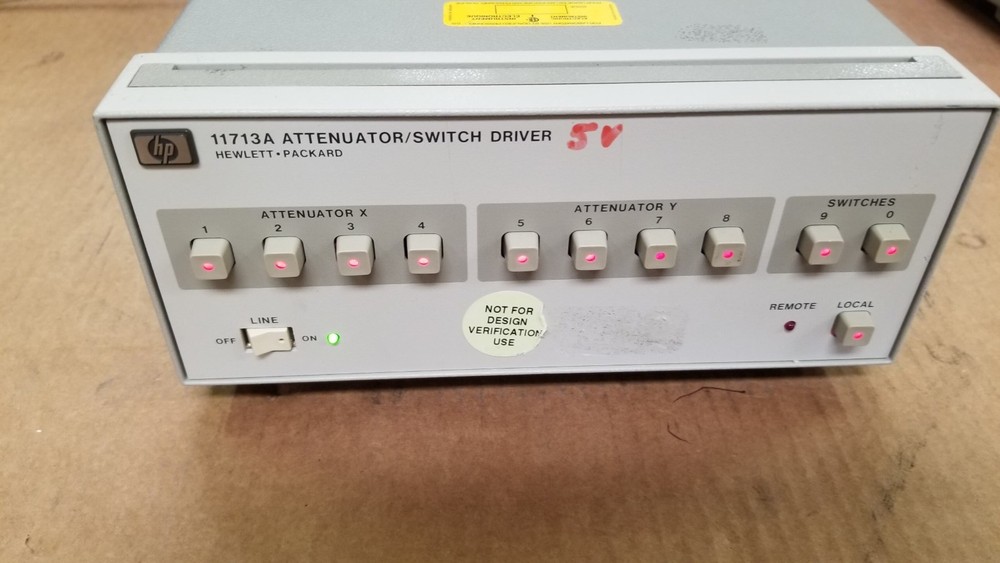 hp
11713A ATTENUATOR/SWITCH DRIVER 5V
HEWLETT • PACKARD
ATTENUATOR X
1 2 3 4
ATTENUATOR Y
5 6 7 8
SWITCHES
9 0
LINE
OFF ON
NOT FOR
DESIGN
VERIFICATION
USE
REMOTE LOCAL